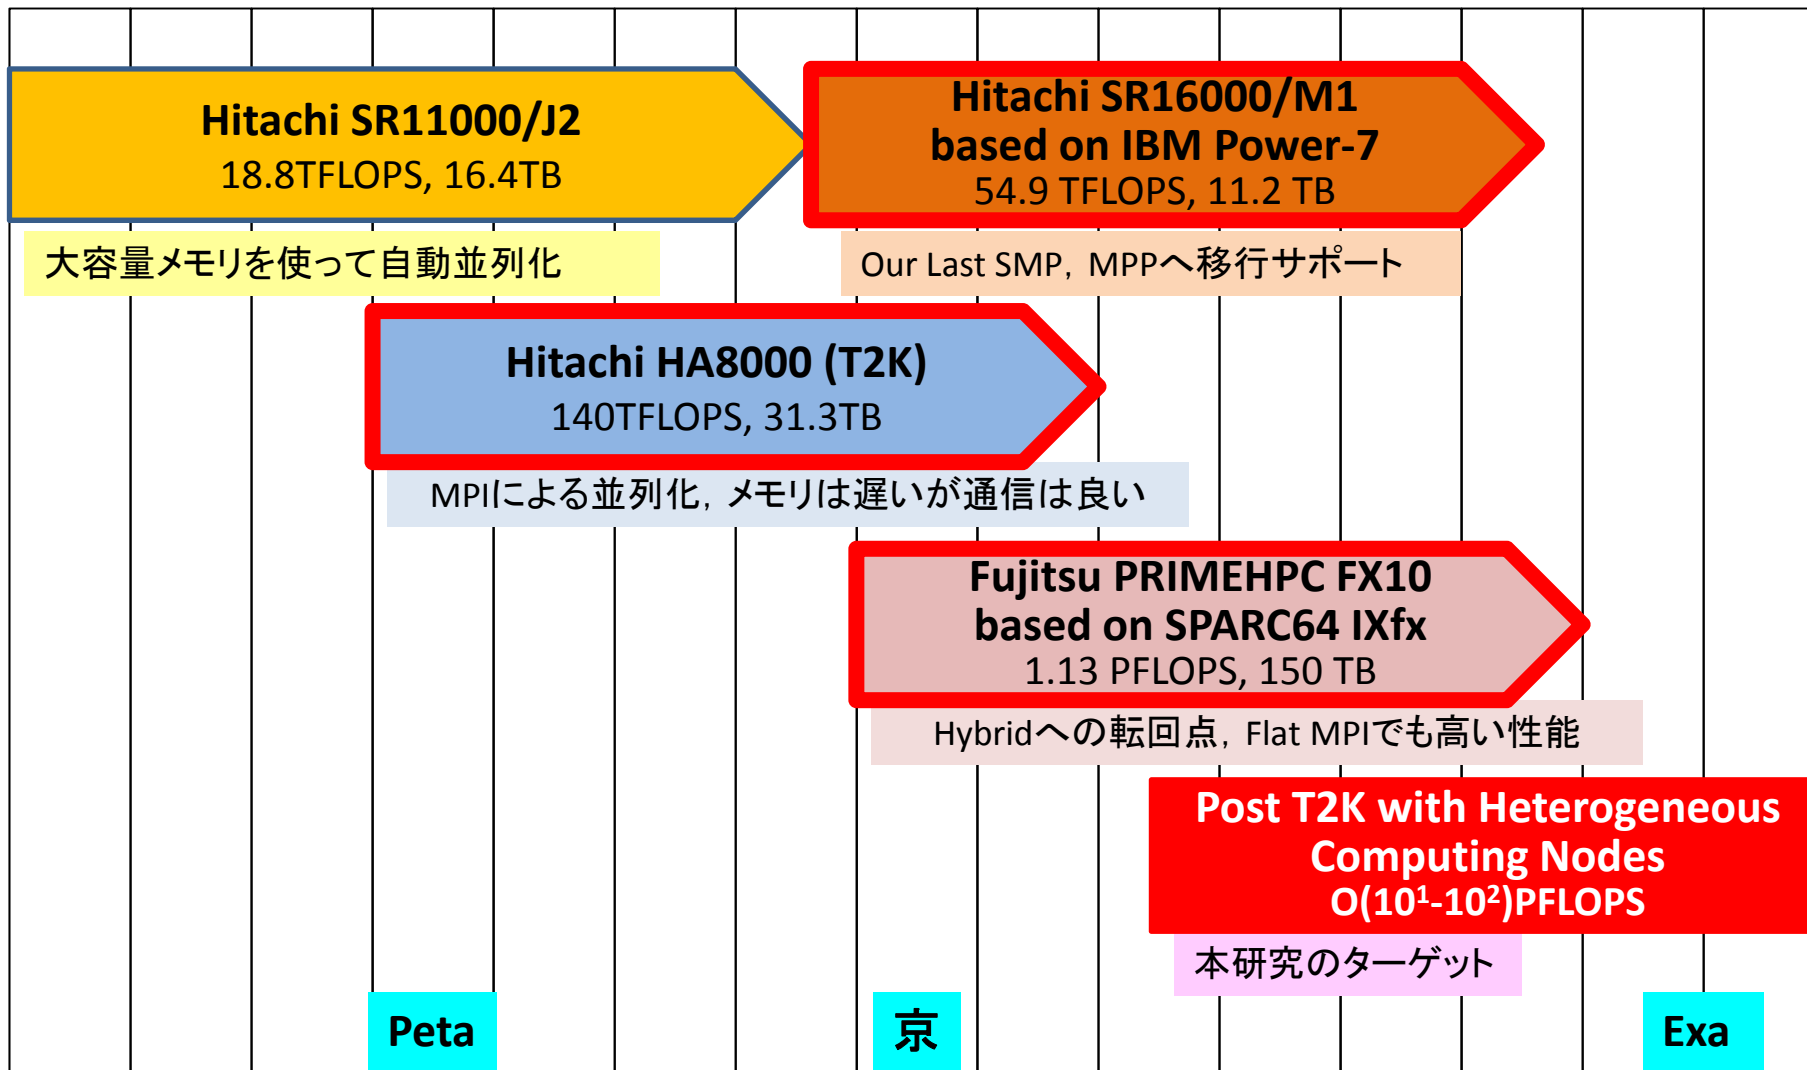 Hitachi SR11000/J2
18.8TFLOPS, 16.4TB
Hitachi SR16000/M1
based on IBM Power-7
54.9 TFLOPS, 11.2 TB
大容量メモリを使って自動並列化
Our Last SMP, MPPへ移行サポート
Hitachi HA8000 (T2K)
140TFLOPS, 31.3TB
MPIによる並列化, メモリは遅いが通信は良い
Fujitsu PRIMEHPC FX10
based on SPARC64 IXfx
1.13 PFLOPS, 150 TB
Hybridへの転回点, Flat MPIでも高い性能
Post T2K with Heterogeneous
Computing Nodes
O(10¹-10²)PFLOPS
本研究のターゲット
Peta
京
Exa